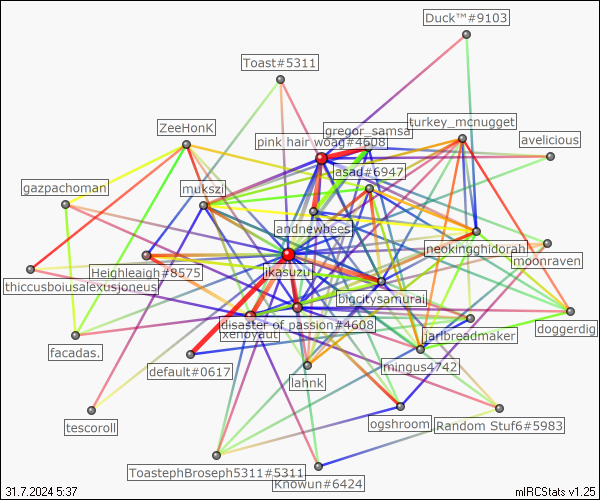 Duck™#9103
Toast#5311
ZeeHonK
gregor_samsa
turkey_mcnugget
pink hair woag#4608
avelicious
asad#6947
gazpachoman
mukszi
andnewbees
neokingghidorah
moonraven
Heighleaigh#8575
ikasuzu
thiccusboiusalexusioneus
bigcitysamurai
disaster of passion#4608
xenoyaut
jarlbreadmaker
doggerdig
facadas.
default#0617
lahnk
mingus4742
tescoroll
ogshroom
Random Stuf6#5983
ToastephBroseph5311#5311
Knowun#6424
31.7.2024 5:37
mIRCStats v1.25